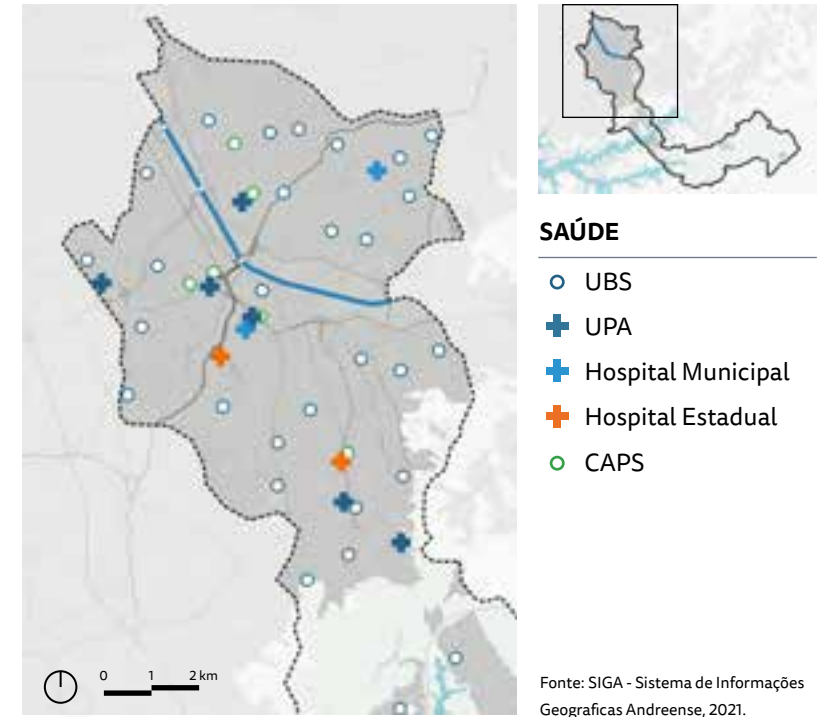 SAÚDE
UBS
UPA
Hospital Municipal
Hospital Estadual
CAPS
0 1 2 km
Fonte: SIGA - Sistema de Informações
Geograficas Andreense, 2021.